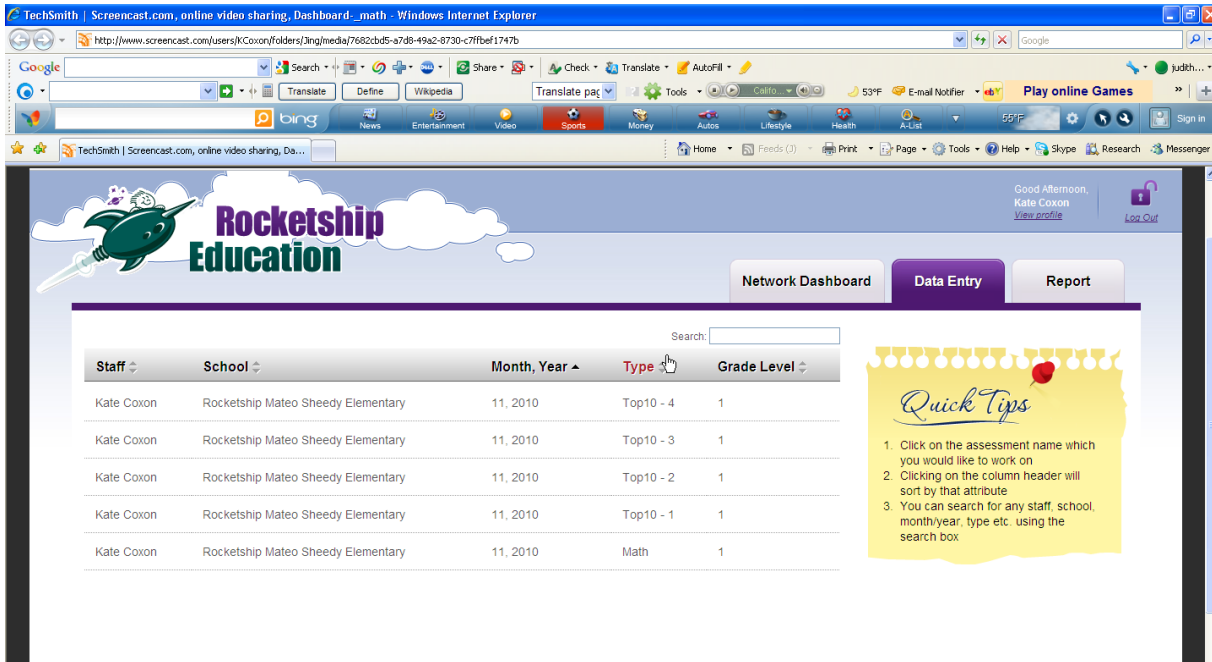 TechSmith | Screencast.com, online video sharing, Dashboard-_math - Windows Internet Explorer
http://www.screencast.com/users/KCoxon/folders/Jing/media/7682cbd5-a7d8-49a2-8730-c7ffbef1747b Google
Google Search Share Check Translate AutoFill judith...
Translate Define Wikipedia Translate pag Tools Califo... 53°F E-mail Notifier ebY Play online Games »
bing News Entertainment Video Sports Money Autos Lifestyle Health A-List 55°F Sign in
TechSmith | Screencast.com, online video sharing, Da... Home Feeds (J) Print Page Tools Help Skype Research Messenger
Good Afternoon,
Kate Coxon
View profile
Log Out
Rocketship
Education
Network Dashboard Data Entry Report
Search:
Staff School Month, Year Type Grade Level
Kate Coxon Rocketship Mateo Sheedy Elementary 11, 2010 Top10 - 4 1
Kate Coxon Rocketship Mateo Sheedy Elementary 11, 2010 Top10 - 3 1
Kate Coxon Rocketship Mateo Sheedy Elementary 11, 2010 Top10 - 2 1
Kate Coxon Rocketship Mateo Sheedy Elementary 11, 2010 Top10 - 1 1
Kate Coxon Rocketship Mateo Sheedy Elementary 11, 2010 Math 1
Quick Tips
1. Click on the assessment name which
you would like to work on
2. Clicking on the column header will
sort by that attribute
3. You can search for any staff, school,
month/year, type etc. using the
search box